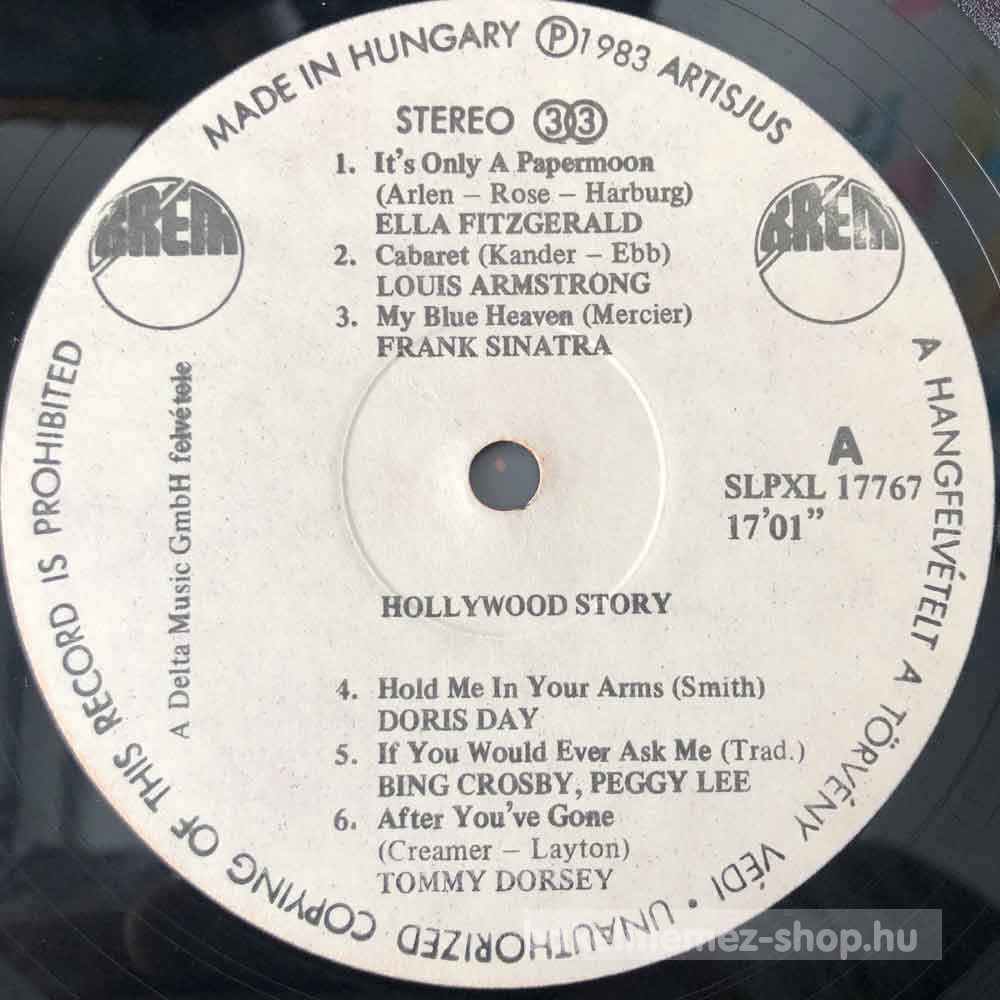 MADE IN HUNGARY Ⓟ1983 ARTISJUS
STEREO 33
1. It's Only A Papermoon
(Arlen – Rose – Harburg)
ELLA FITZGERALD
2. Cabaret (Kander – Ebb)
LOUIS ARMSTRONG
3. My Blue Heaven (Mercier)
FRANK SINATRA
KRÉM
KRÉM
A Delta Music GmbH felvétele
A
SLPXL 17767
17'01"
HOLLYWOOD STORY
4. Hold Me In Your Arms (Smith)
DORIS DAY
5. If You Would Ever Ask Me (Trad.)
BING CROSBY, PEGGY LEE
6. After You've Gone
(Creamer – Layton)
TOMMY DORSEY
A HANGFELVÉTELT A TÖRVÉNY VÉDI • UNAUTHORIZED COPYING OF THIS RECORD IS PROHIBITED